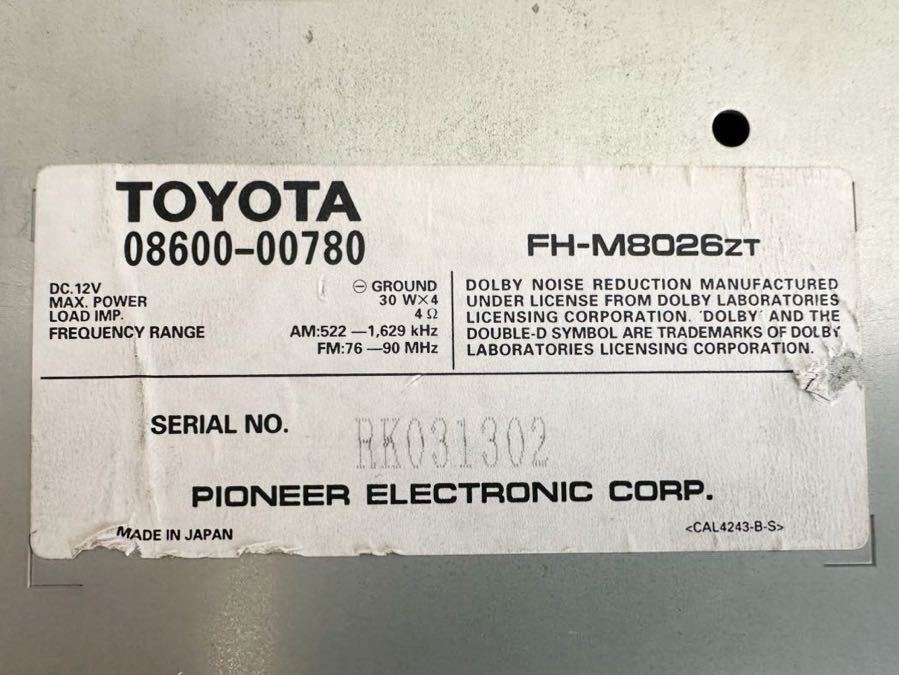 TOYOTA
08600-00780
FH-M8026ZT
DC.12V ⊖ GROUND
MAX. POWER 30 W×4
LOAD IMP. 4 Ω
FREQUENCY RANGE AM:522 —1,629 kHz
FM:76 —90 MHz
DOLBY NOISE REDUCTION MANUFACTURED
UNDER LICENSE FROM DOLBY LABORATORIES
LICENSING CORPORATION. "DOLBY" AND THE
DOUBLE-D SYMBOL ARE TRADEMARKS OF DOLBY
LABORATORIES LICENSING CORPORATION.
SERIAL NO. RK031302
PIONEER ELECTRONIC CORP.
MADE IN JAPAN
<CAL4243-B-S>